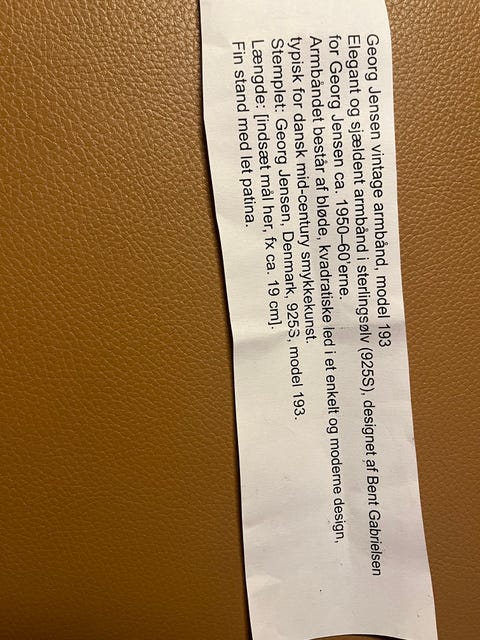 Georg Jensen vintage armbånd, model 193
Elegant og sjældent armbånd i sterlingsølv (925S), designet af Bent Gabrielsen
for Georg Jensen ca. 1950–60'erne.
Armbåndet består af bløde, kvadratiske led i et enkelt og moderne design,
typisk for dansk mid-century smykkekunst.
Stemplet: Georg Jensen, Denmark, 925S, model 193.
Længde: [indsæt mål her, fx ca. 19 cm].
Fin stand med let patina.